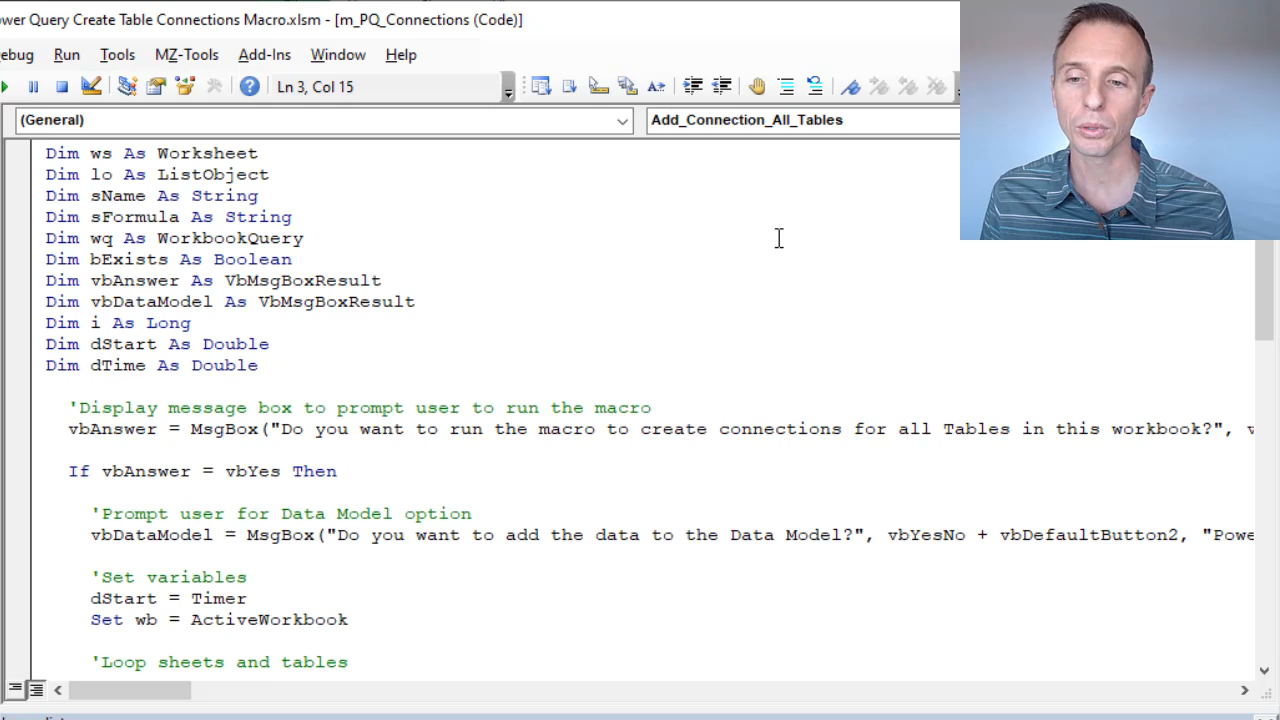 ower Query Create Table Connections Macro.xlsm - [m_PQ_Connections (Code)]
ebug Run Tools MZ-Tools Add-Ins Window Help
Ln 3, Col 15
(General) Add_Connection_All_Tables
Dim ws As Worksheet
Dim lo As ListObject
Dim sName As String
Dim sFormula As String
Dim wq As WorkbookQuery
Dim bExists As Boolean
Dim vbAnswer As VbMsgBoxResult
Dim vbDataModel As VbMsgBoxResult
Dim i As Long
Dim dStart As Double
Dim dTime As Double
'Display message box to prompt user to run the macro
vbAnswer = MsgBox("Do you want to run the macro to create connections for all Tables in this workbook?", v
If vbAnswer = vbYes Then
'Prompt user for Data Model option
vbDataModel = MsgBox("Do you want to add the data to the Data Model?", vbYesNo + vbDefaultButton2, "Powe
'Set variables
dStart = Timer
Set wb = ActiveWorkbook
'Loop sheets and tables